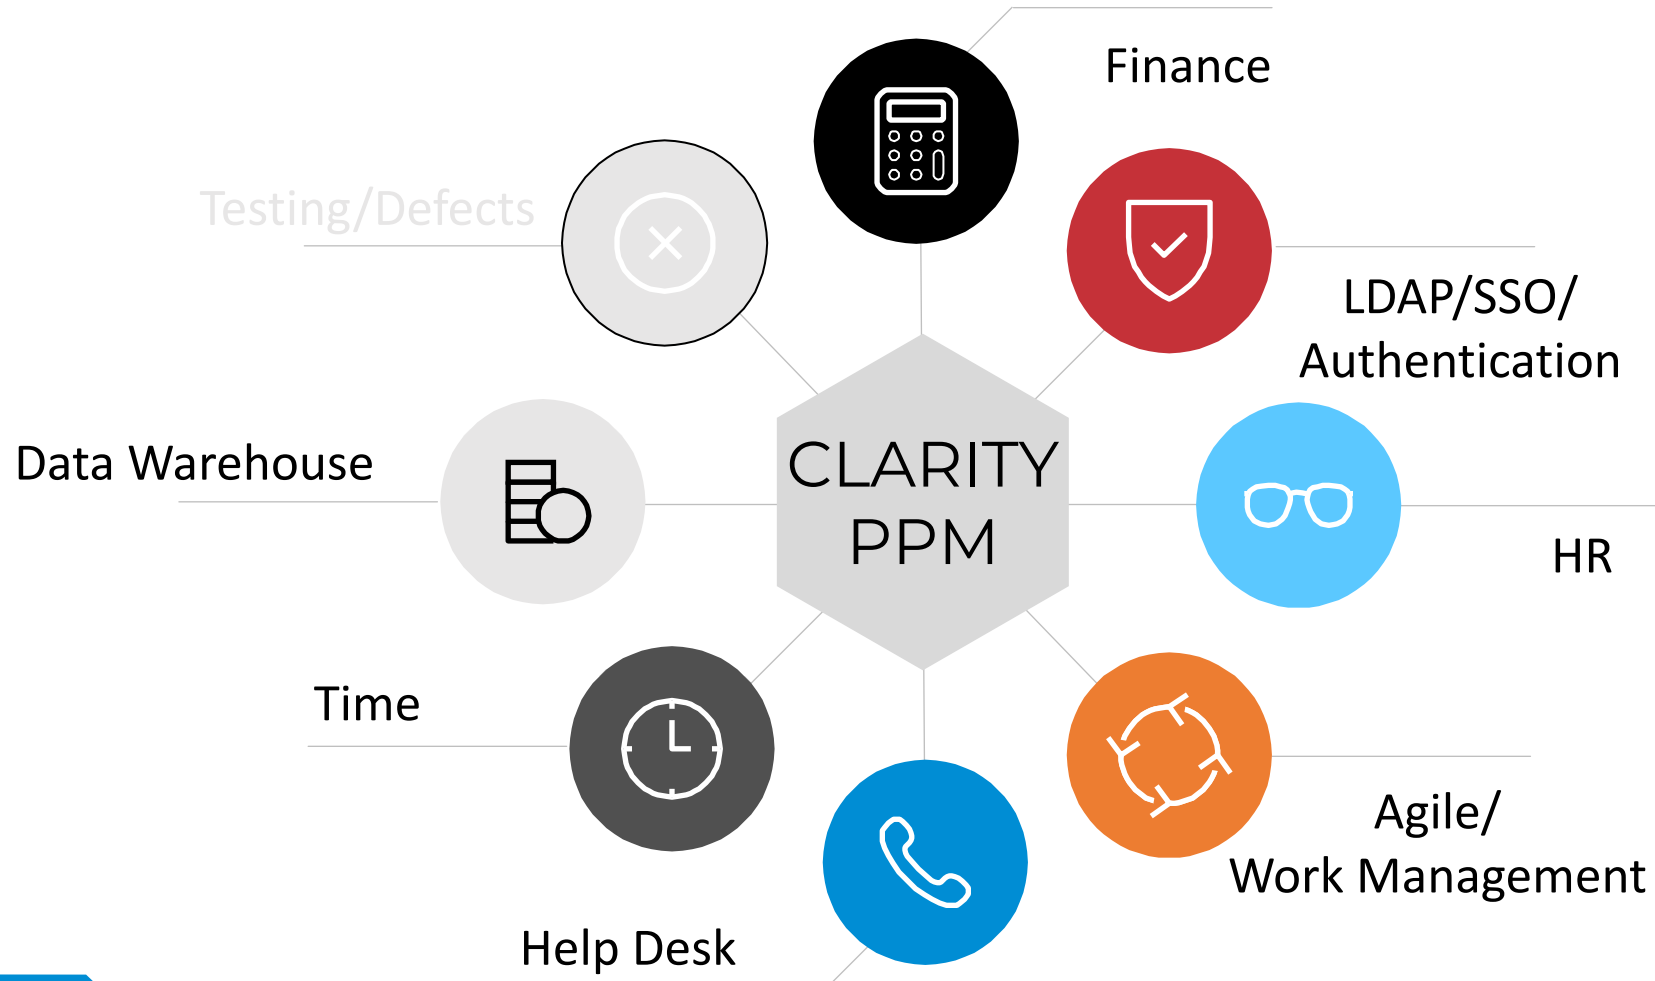 Finance
Testing/Defects
LDAP/SSO/
Authentication
CLARITY
PPM
Data Warehouse
HR
Time
Agile/
Work Management
Help Desk